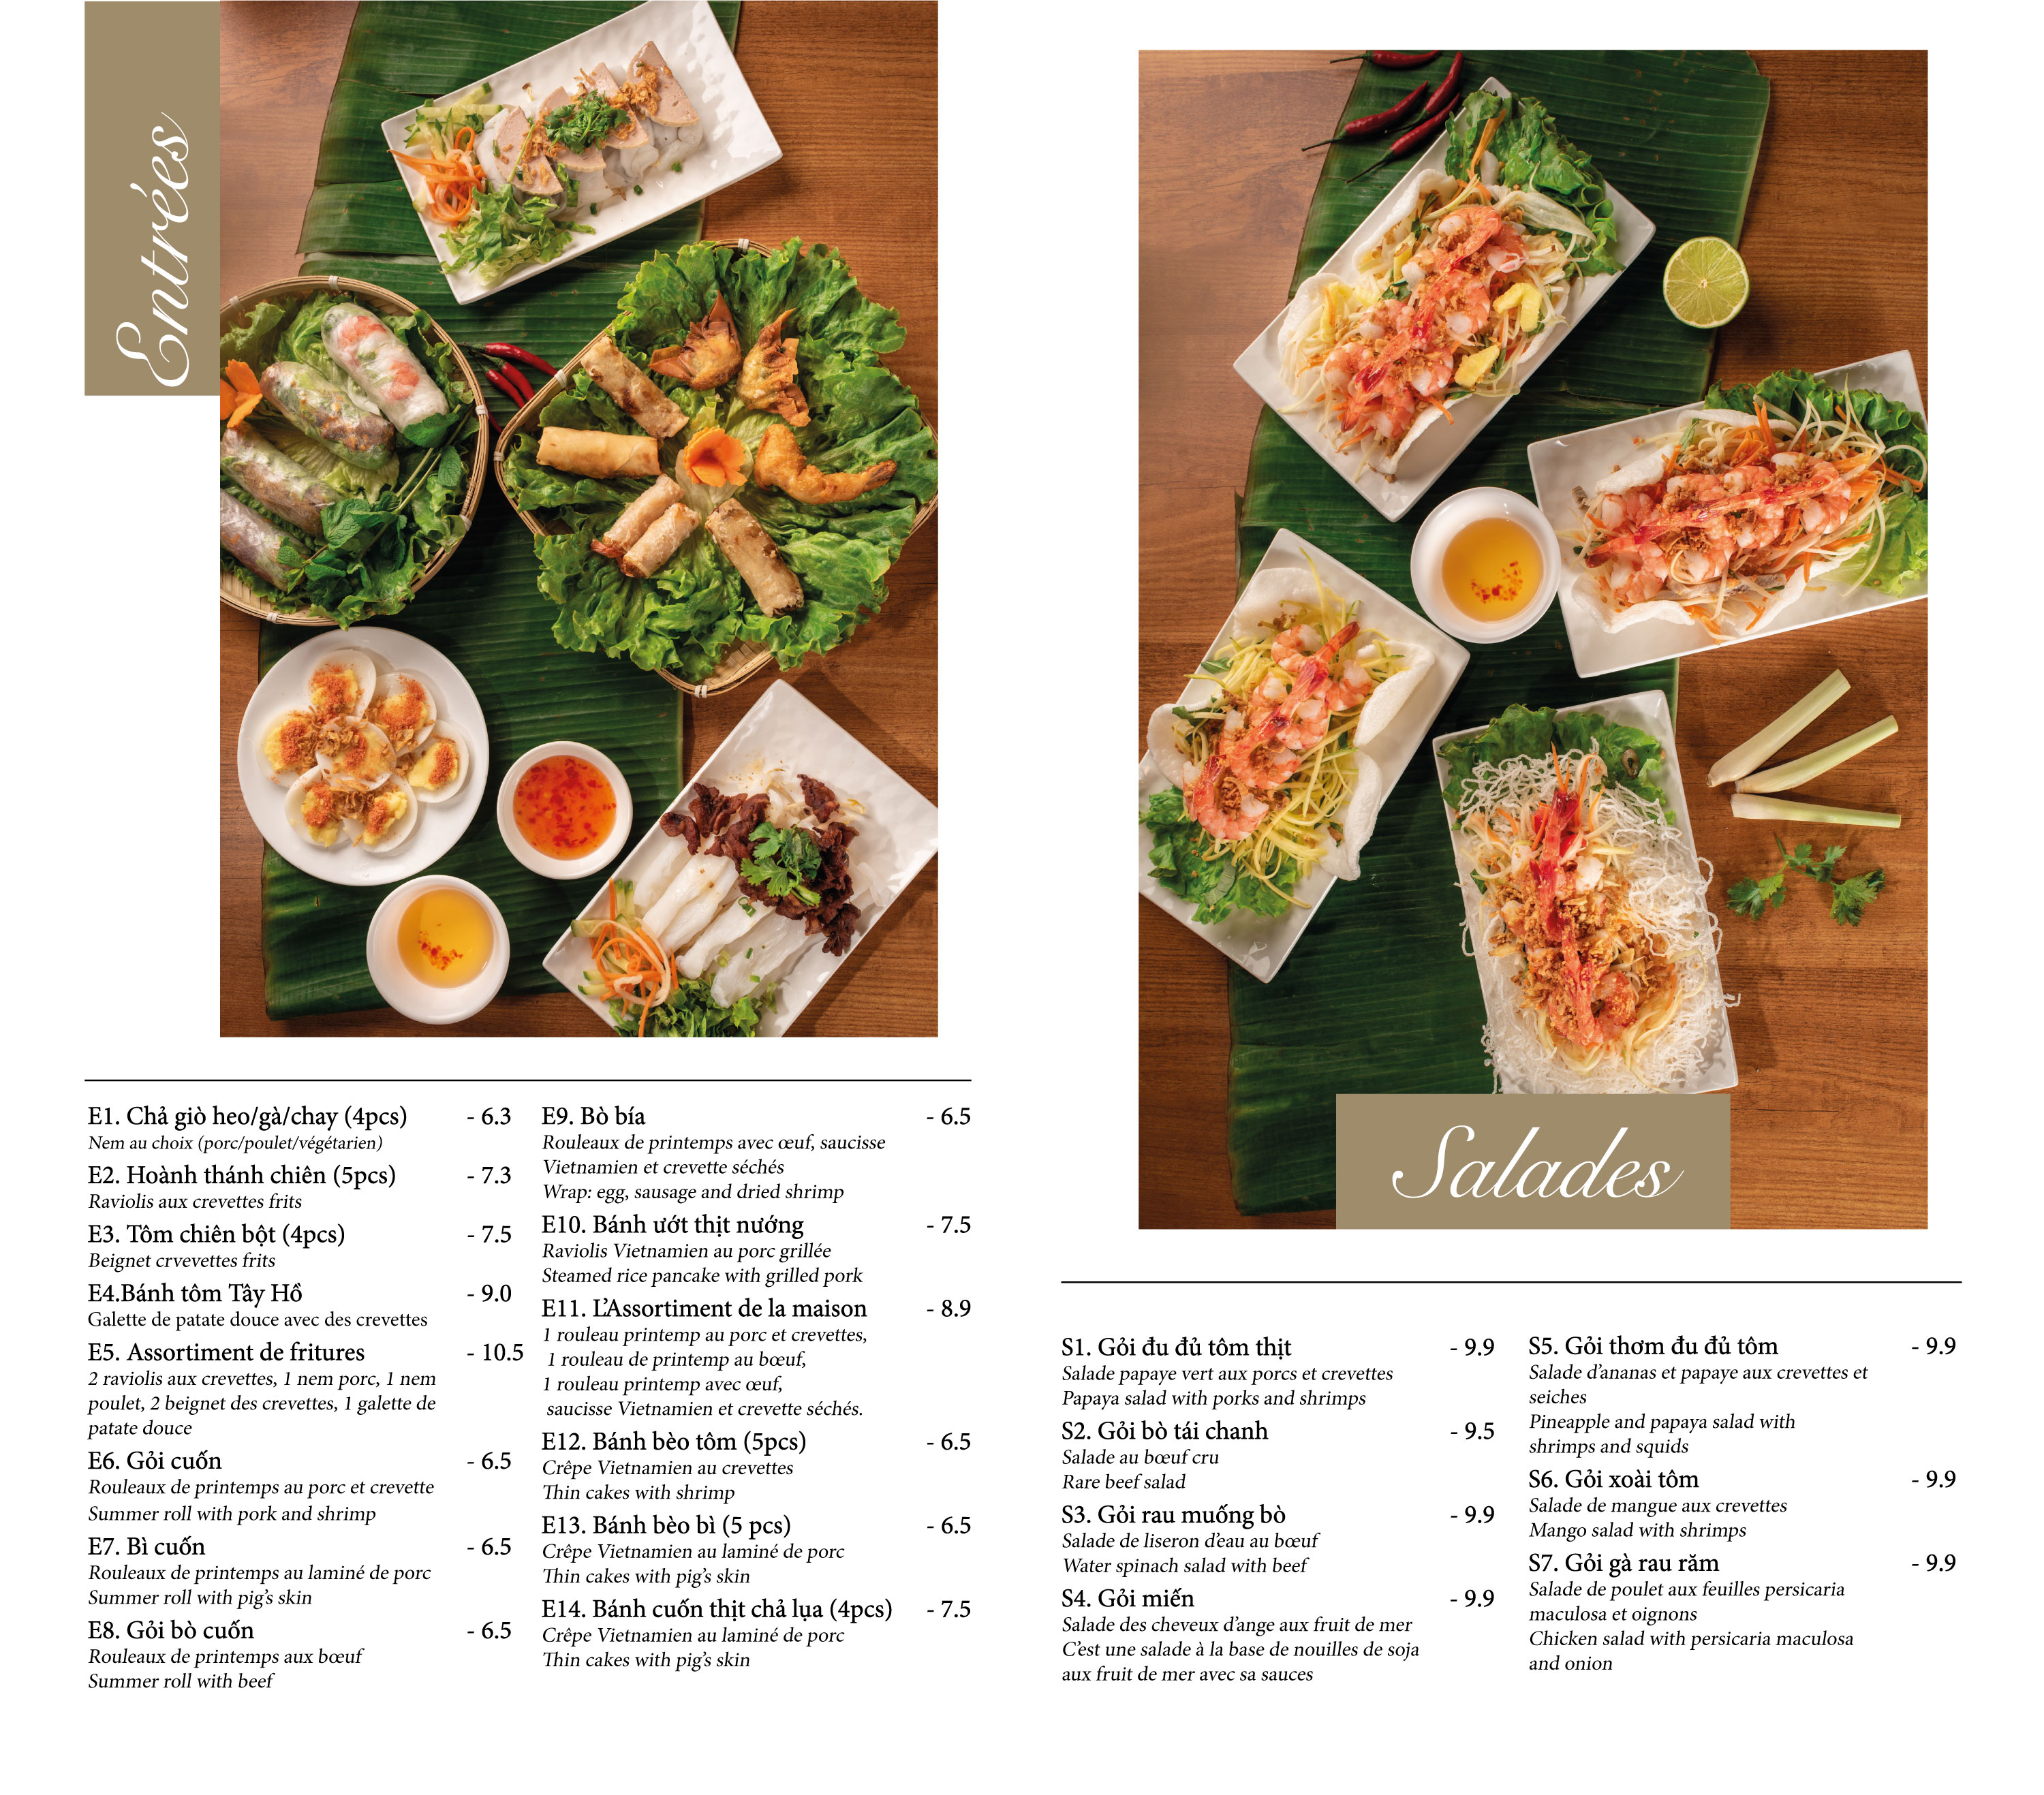 Entrées
E1. Chả giò heo/gà/chay (4pcs) - 6.3
Nem au choix (porc/poulet/végétarien)
E2. Hoành thánh chiên (5pcs) - 7.3
Raviolis aux crevettes frits
E3. Tôm chiên bột (4pcs) - 7.5
Beignet crvevettes frits
E4.Bánh tôm Tây Hồ - 9.0
Galette de patate douce avec des crevettes
E5. Assortiment de fritures - 10.5
2 raviolis aux crevettes, 1 nem porc, 1 nem
poulet, 2 beignet des crevettes, 1 galette de
patate douce
E6. Gỏi cuốn - 6.5
Rouleaux de printemps au porc et crevette
Summer roll with pork and shrimp
E7. Bì cuốn - 6.5
Rouleaux de printemps au laminé de porc
Summer roll with pig's skin
E8. Gỏi bò cuốn - 6.5
Rouleaux de printemps aux bœuf
Summer roll with beef
E9. Bò bía - 6.5
Rouleaux de printemps avec œuf, saucisse
Vietnamien et crevette séchés
Wrap: egg, sausage and dried shrimp
E10. Bánh ướt thịt nướng - 7.5
Raviolis Vietnamien au porc grillée
Steamed rice pancake with grilled pork
E11. L'Assortiment de la maison - 8.9
1 rouleau printemp au porc et crevettes,
1 rouleau de printemp au bœuf,
1 rouleau printemp avec œuf,
saucisse Vietnamien et crevette séchés.
E12. Bánh bèo tôm (5pcs) - 6.5
Crêpe Vietnamien au crevettes
Thin cakes with shrimp
E13. Bánh bèo bì (5 pcs) - 6.5
Crêpe Vietnamien au laminé de porc
Thin cakes with pig's skin
E14. Bánh cuốn thịt chả lụa (4pcs) - 7.5
Crêpe Vietnamien au laminé de porc
Thin cakes with pig's skin
Salades
S1. Gỏi đu đủ tôm thịt - 9.9
Salade papaye vert aux porcs et crevettes
Papaya salad with porks and shrimps
S2. Gỏi bò tái chanh - 9.5
Salade au bœuf cru
Rare beef salad
S3. Gỏi rau muống bò - 9.9
Salade de liseron d'eau au bœuf
Water spinach salad with beef
S4. Gỏi miến - 9.9
Salade des cheveux d'ange aux fruit de mer
C'est une salade à la base de nouilles de soja
aux fruit de mer avec sa sauces
S5. Gỏi thơm đu đủ tôm - 9.9
Salade d'ananas et papaye aux crevettes et
seiches
Pineapple and papaya salad with
shrimps and squids
S6. Gỏi xoài tôm - 9.9
Salade de mangue aux crevettes
Mango salad with shrimps
S7. Gỏi gà rau răm - 9.9
Salade de poulet aux feuilles persicaria
maculosa et oignons
Chicken salad with persicaria maculosa
and onion